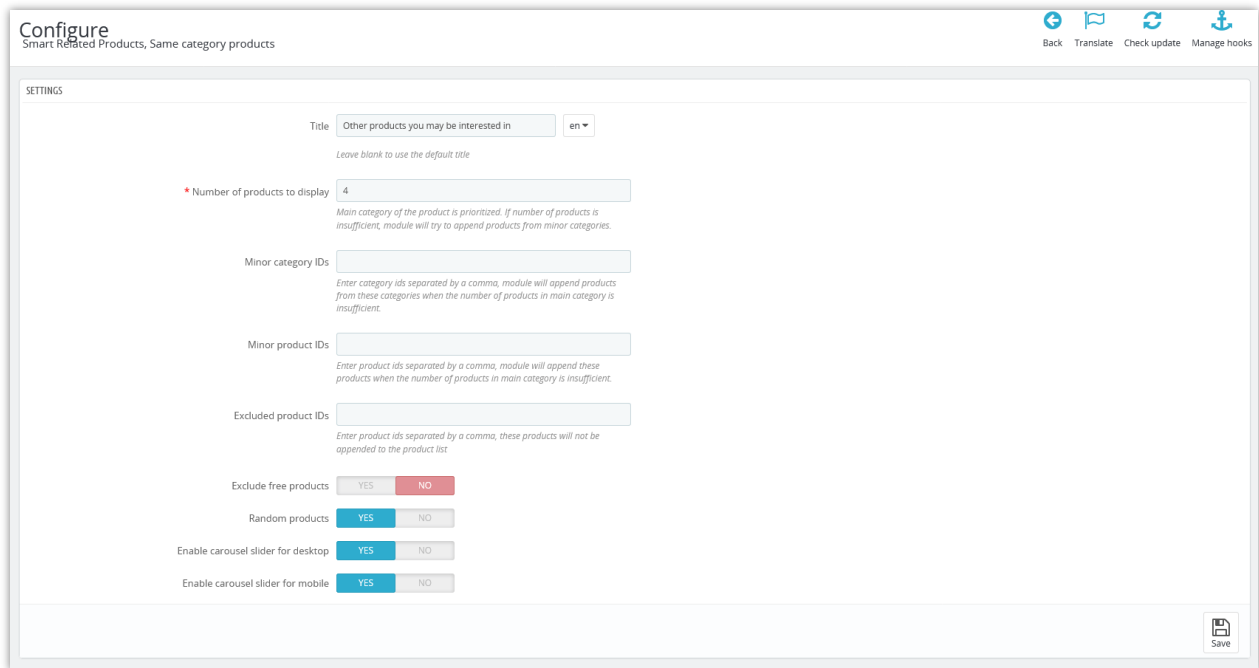 Configure
Smart Related Products, Same category products
Back Translate Check update Manage hooks
SETTINGS
Title Other products you may be interested in en
Leave blank to use the default title
* Number of products to display 4
Main category of the product is prioritized. If number of products is
insufficient, module will try to append products from minor categories.
Minor category IDs
Enter category ids separated by a comma, module will append products
from these categories when the number of products in main category is
insufficient.
Minor product IDs
Enter product ids separated by a comma, module will append these
products when the number of products in main category is insufficient.
Excluded product IDs
Enter product ids separated by a comma, these products will not be
appended to the product list
Exclude free products YES NO
Random products YES NO
Enable carousel slider for desktop YES NO
Enable carousel slider for mobile YES NO
Save